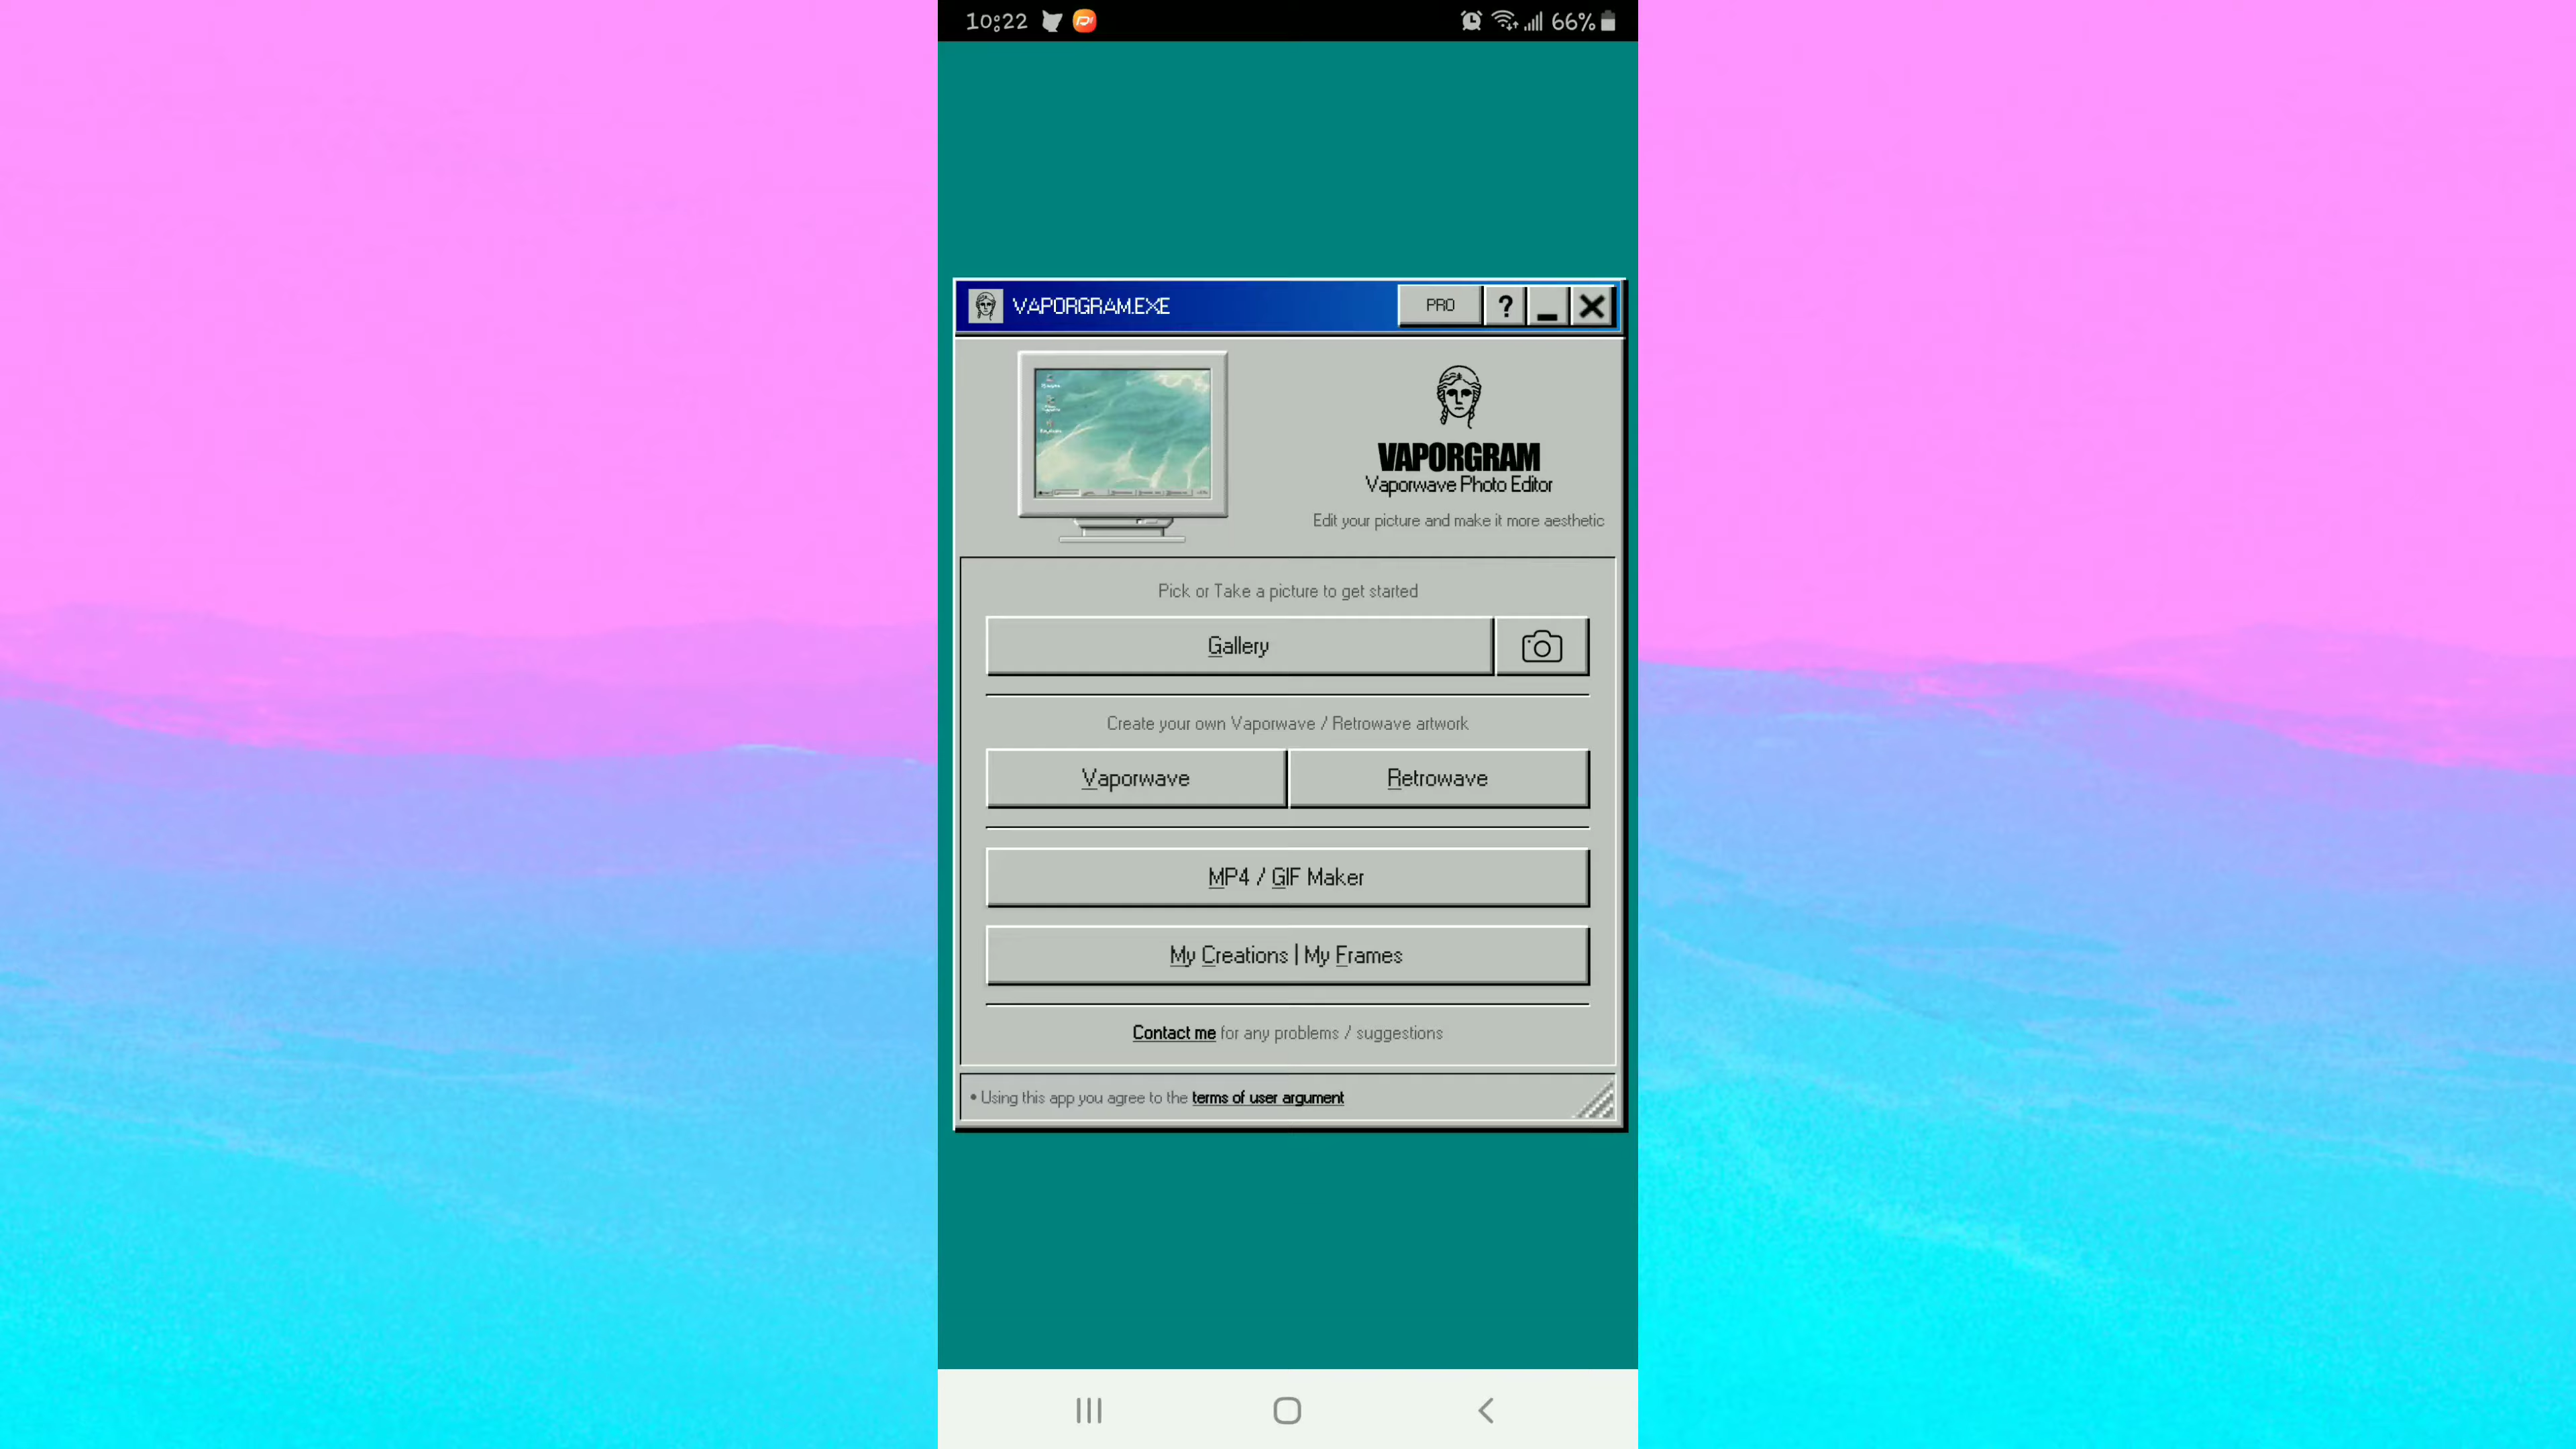 10:22
66%
VAPORGRAM.EXE
PRO
?
VAPORGRAM
Vaporwave Photo Editor
Edit your picture and make it more aesthetic
Pick or Take a picture to get started
Gallery
Create your own Vaporwave / Retrowave artwork
Vaporwave
Retrowave
MP4 / GIF Maker
My Creations | My Frames
Contact me for any problems / suggestions
• Using this app you agree to the terms of user argument